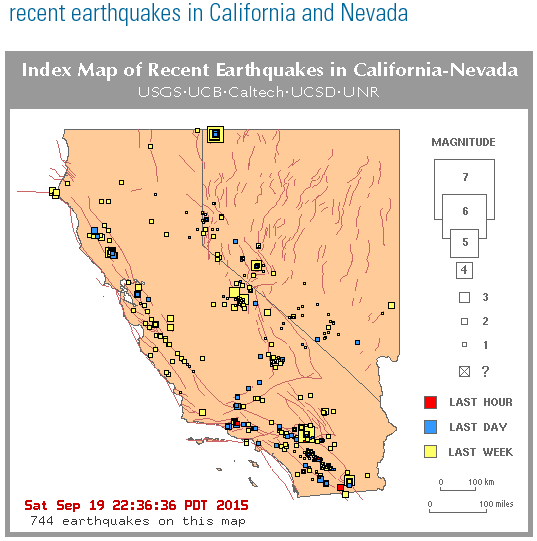 recent earthquakes in California and Nevada
Index Map of Recent Earthquakes in California-Nevada
USGS·UCB·Caltech·UCSD·UNR
MAGNITUDE
7
6
5
4
3
2
1
?
LAST HOUR
LAST DAY
LAST WEEK
0 100 km
0 100 miles
Sat Sep 19 22:36:36 PDT 2015
744 earthquakes on this map